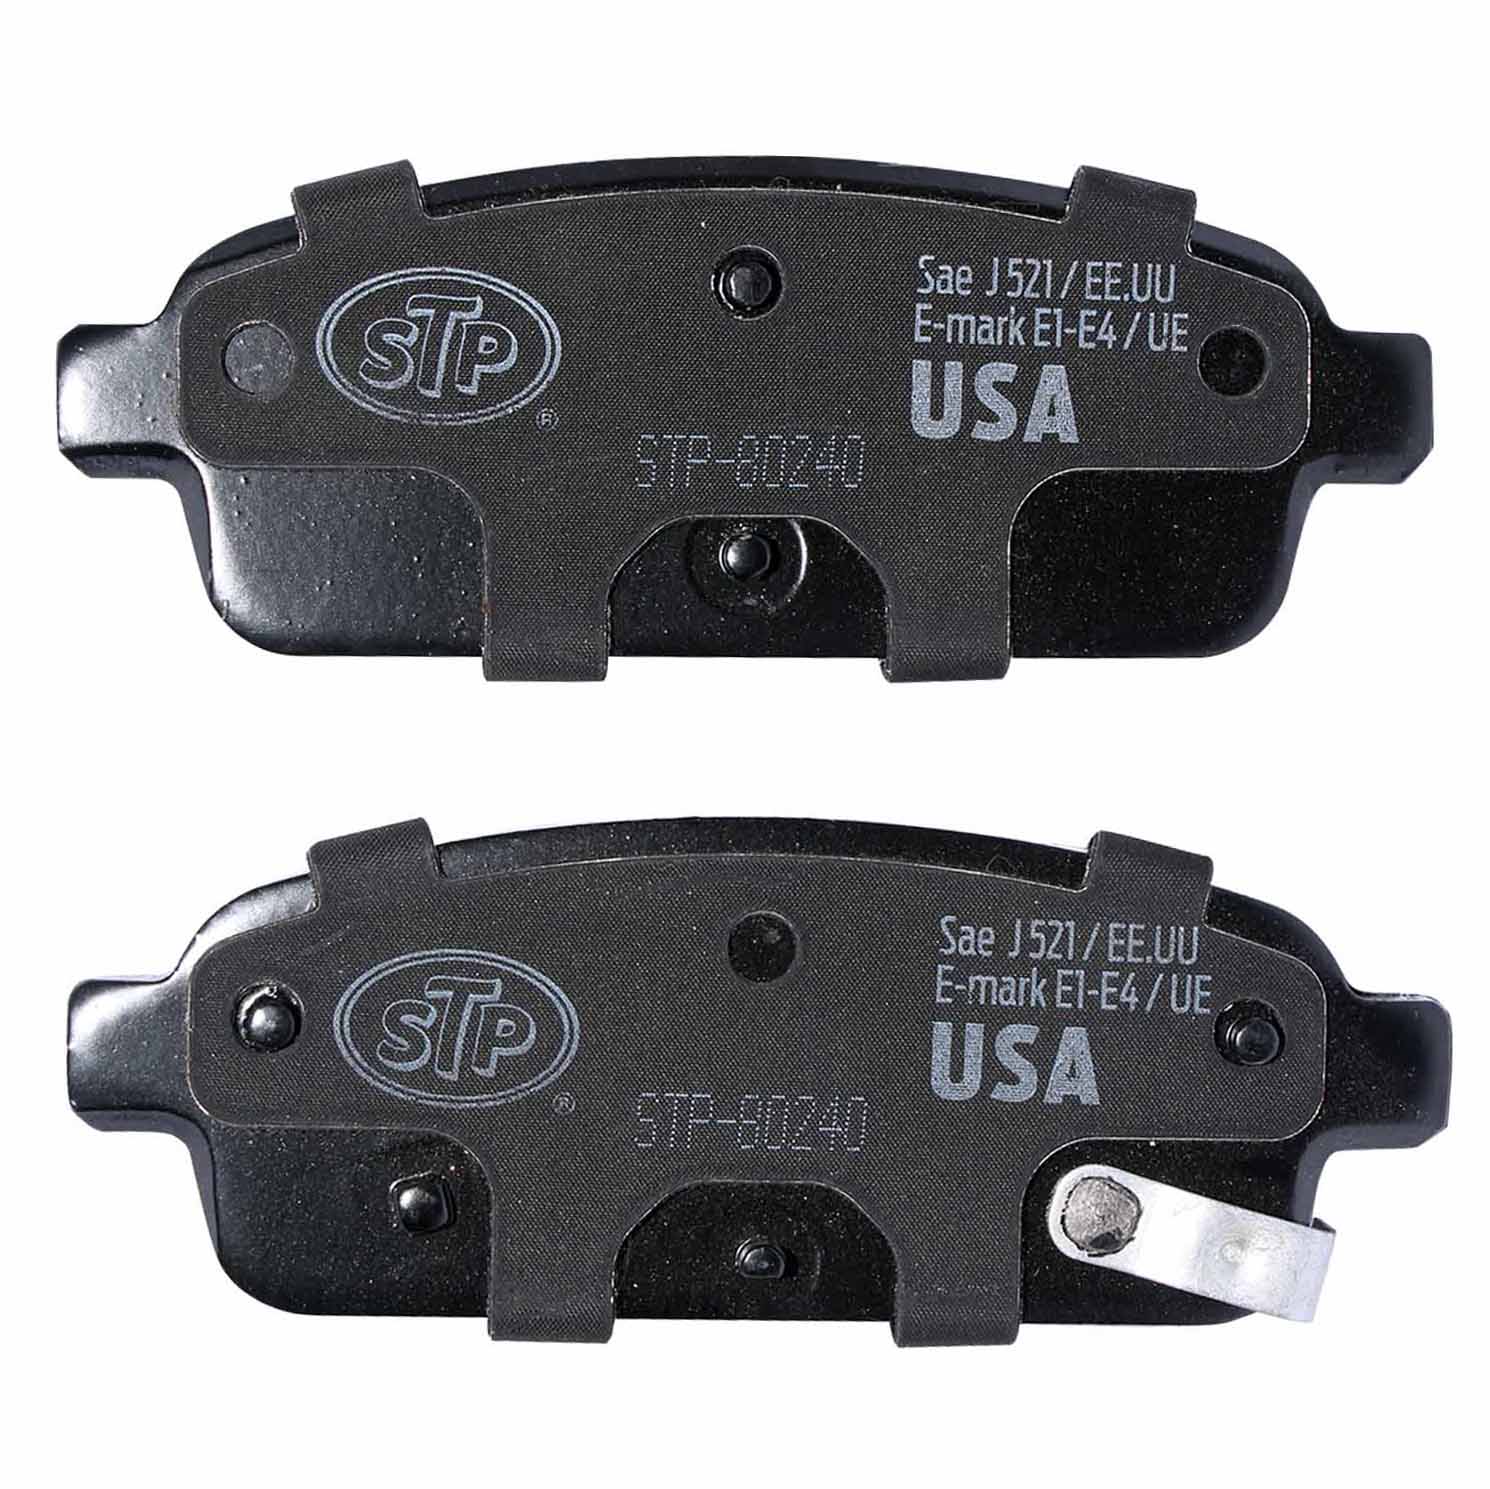 STP
®
Sae J 521 / EE.UU
E-mark E1-E4 / UE
USA
STP-80240
STP
®
Sae J 521 / EE.UU
E-mark E1-E4 / UE
USA
STP-80240